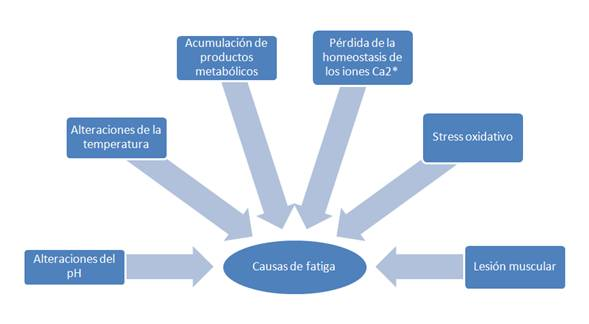 Acumulación de
productos
metabólicos
Pérdida de la
homeostasis de
los iones Ca2*
Alteraciones de la
temperatura
Stress oxidativo
Alteraciones del
pH
Causas de fatiga
Lesión muscular